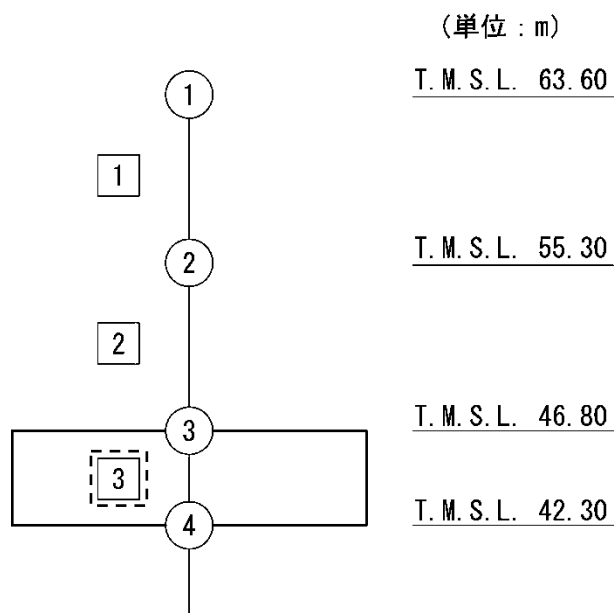 (単位:m)
① T.M.S.L. 63.60
1
② T.M.S.L. 55.30
2
③ T.M.S.L. 46.80
3
④ T.M.S.L. 42.30